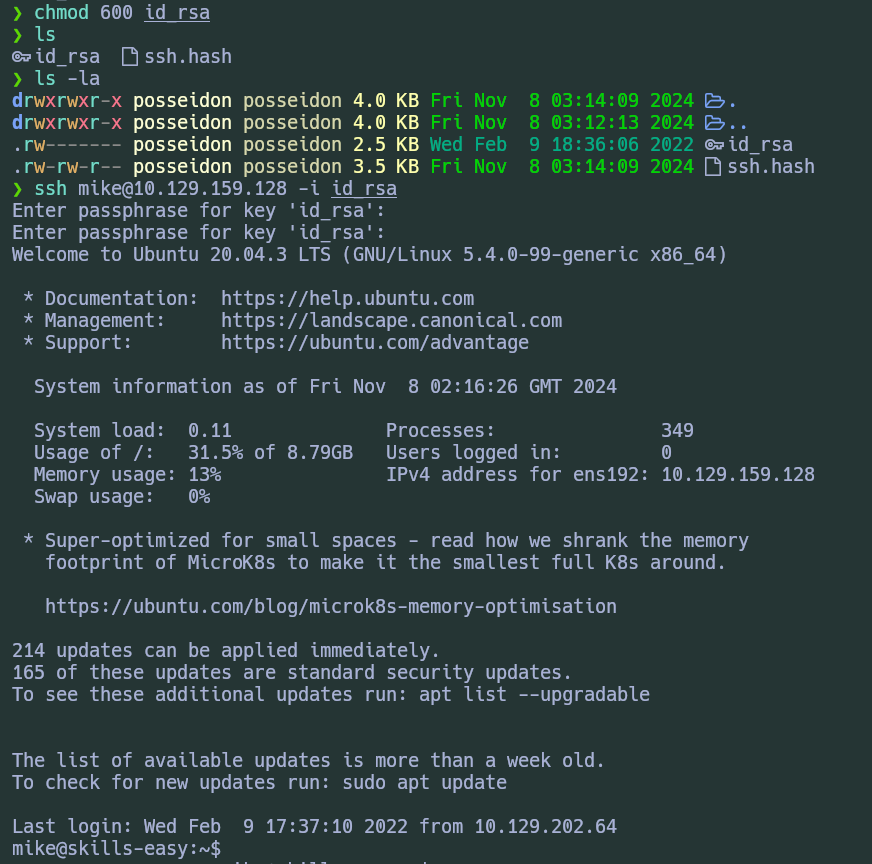 ❯ chmod 600 id_rsa
❯ ls
id_rsa  ssh.hash
❯ ls -la
drwxrwxr-x posseidon posseidon 4.0 KB Fri Nov  8 03:14:09 2024 .
drwxrwxr-x posseidon posseidon 4.0 KB Fri Nov  8 03:12:13 2024 ..
.rw------- posseidon posseidon 2.5 KB Wed Feb  9 18:36:06 2022 id_rsa
.rw-rw-r-- posseidon posseidon 3.5 KB Fri Nov  8 03:14:09 2024 ssh.hash
❯ ssh mike@10.129.159.128 -i id_rsa
Enter passphrase for key 'id_rsa':
Enter passphrase for key 'id_rsa':
Welcome to Ubuntu 20.04.3 LTS (GNU/Linux 5.4.0-99-generic x86_64)
 * Documentation:  https://help.ubuntu.com
 * Management:     https://landscape.canonical.com
 * Support:        https://ubuntu.com/advantage
  System information as of Fri Nov  8 02:16:26 GMT 2024
  System load:  0.11              Processes:               349
  Usage of /:   31.5% of 8.79GB   Users logged in:         0
  Memory usage: 13%               IPv4 address for ens192: 10.129.159.128
  Swap usage:   0%
 * Super-optimized for small spaces - read how we shrank the memory
   footprint of MicroK8s to make it the smallest full K8s around.
   https://ubuntu.com/blog/microk8s-memory-optimisation
214 updates can be applied immediately.
165 of these updates are standard security updates.
To see these additional updates run: apt list --upgradable
The list of available updates is more than a week old.
To check for new updates run: sudo apt update
Last login: Wed Feb  9 17:37:10 2022 from 10.129.202.64
mike@skills-easy:~$